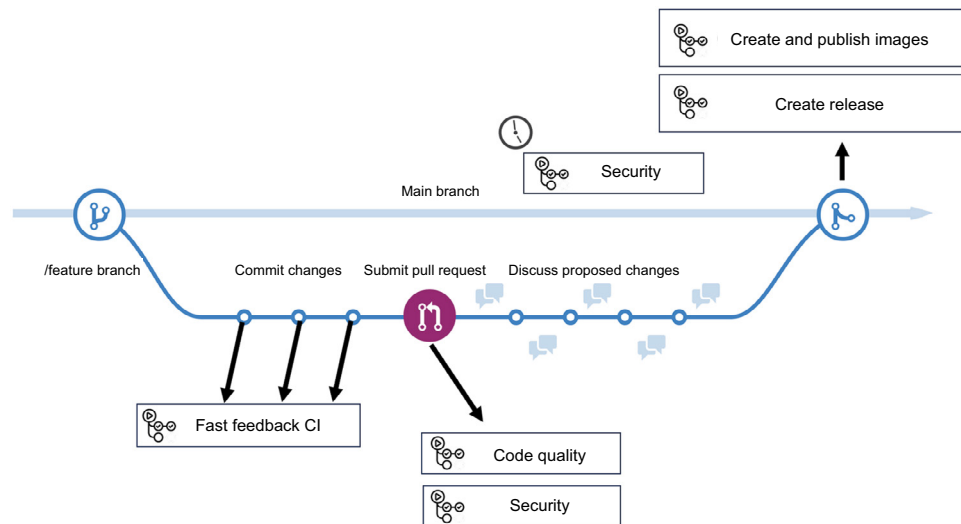 Create and publish images
Create release
Security
Main branch
/feature branch
Commit changes
Submit pull request
Discuss proposed changes
Fast feedback CI
Code quality
Security